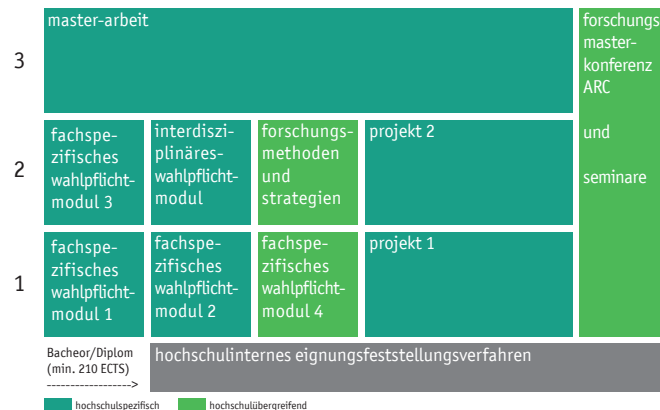 3
master-arbeit
forschungs
master-
konferenz
ARC
und
seminare
2
fachspe-
zifisches
wahlpflicht-
modul 3
interdiszi-
plinäres-
wahlpflicht-
modul
forschungs-
methoden
und
strategien
projekt 2
1
fachspe-
zifisches
wahlpflicht-
modul 1
fachspe-
zifisches
wahlpflicht-
modul 2
fachspe-
zifisches
wahlpflicht-
modul 4
projekt 1
Bacheor/Diplom
(min. 210 ECTS)
------------------>
hochschulinternes eignungsfeststellungsverfahren
hochschulspezifisch
hochschulübergreifend